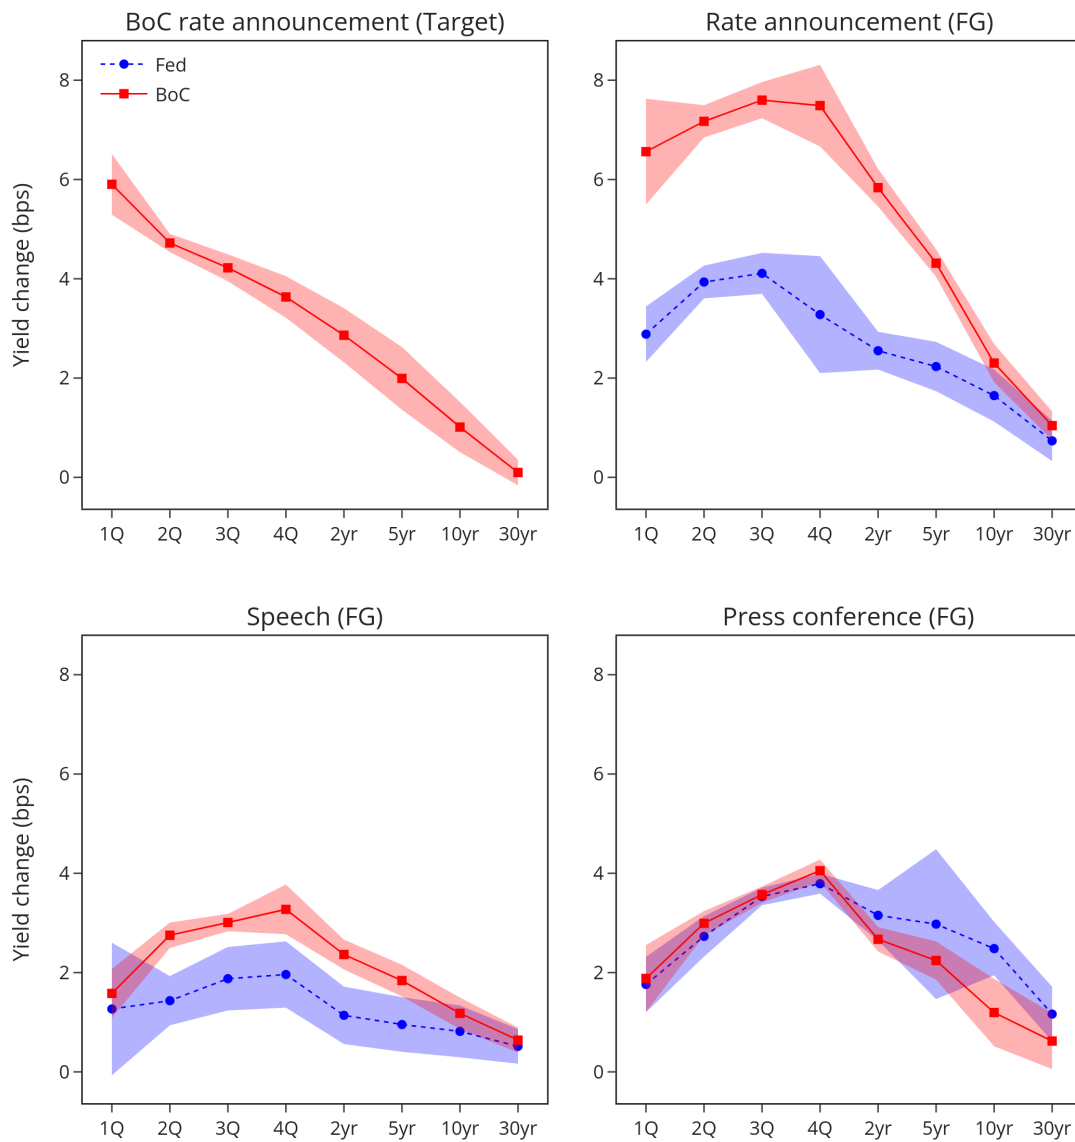 BoC rate announcement (Target)
Fed
BoC
Yield change (bps)
8
6
4
2
0
1Q 2Q 3Q 4Q 2yr 5yr 10yr 30yr
Rate announcement (FG)
8
6
4
2
0
1Q 2Q 3Q 4Q 2yr 5yr 10yr 30yr
Speech (FG)
Yield change (bps)
8
6
4
2
0
1Q 2Q 3Q 4Q 2yr 5yr 10yr 30yr
Press conference (FG)
8
6
4
2
0
1Q 2Q 3Q 4Q 2yr 5yr 10yr 30yr